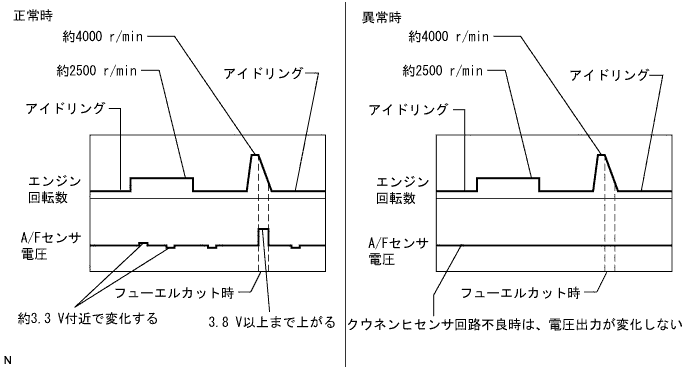 正常時
約4000 r/min
約2500 r/min
アイドリング
アイドリング
エンジン
回転数
A/Fセンサ
電圧
フューエルカット時
約3.3 V付近で変化する
3.8 V以上まで上がる
異常時
約4000 r/min
約2500 r/min
アイドリング
アイドリング
エンジン
回転数
A/Fセンサ
電圧
フューエルカット時
クウネンヒセンサ回路不良時は、電圧出力が変化しない
N